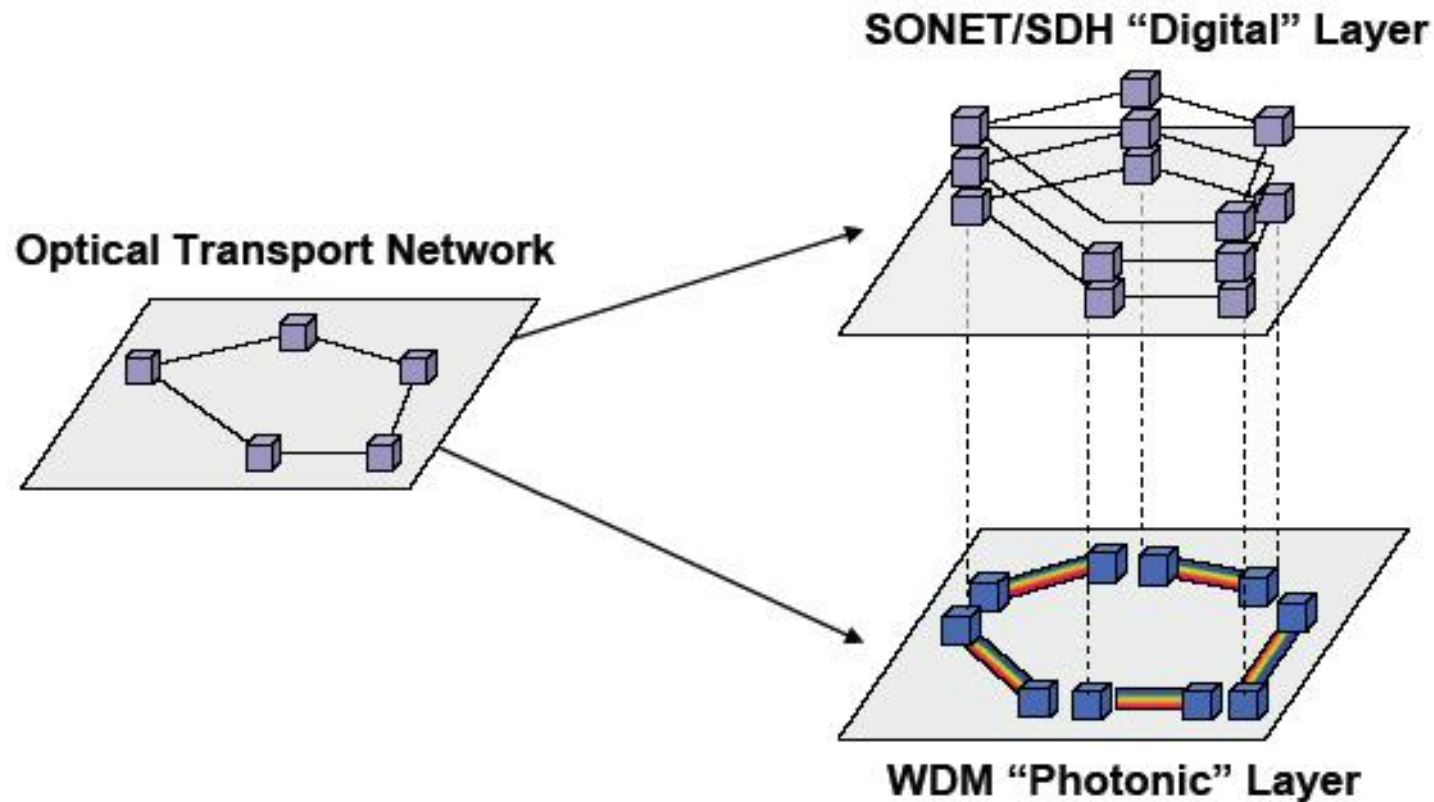 SONET/SDH “Digital” Layer
Optical Transport Network
WDM “Photonic” Layer